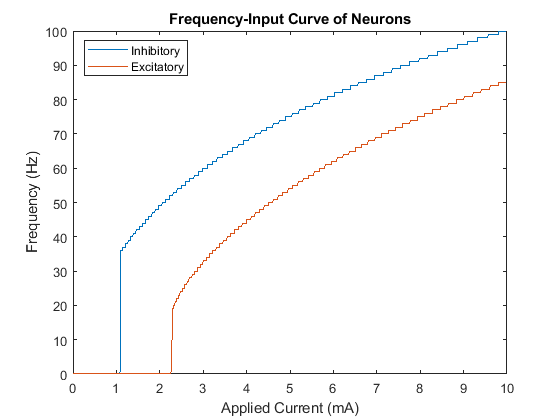 Frequency-Input Curve of Neurons
Inhibitory
Excitatory
100
90
80
70
60
50
40
30
20
10
0
Frequency (Hz)
0 1 2 3 4 5 6 7 8 9 10
Applied Current (mA)